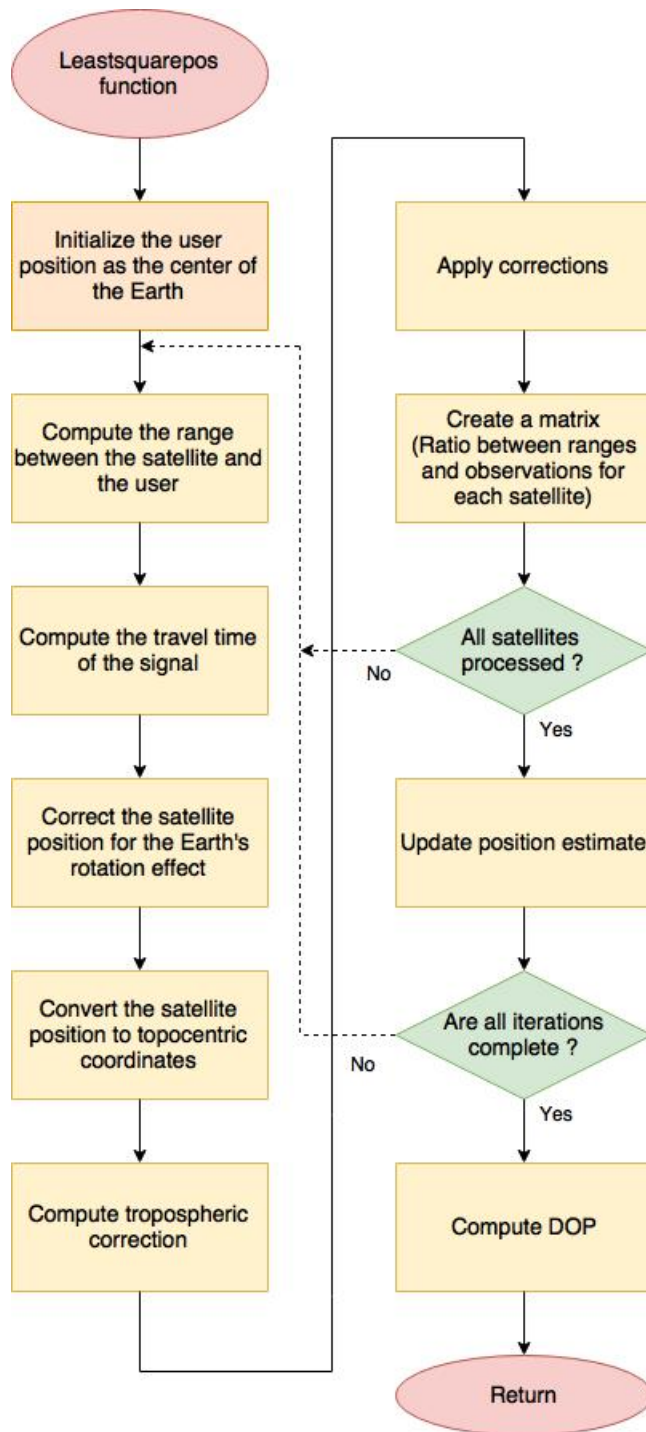 Leastsquarepos
function
Initialize the user
position as the center of
the Earth
Compute the range
between the satellite and
the user
Compute the travel time
of the signal
Correct the satellite
position for the Earth's
rotation effect
Convert the satellite
position to topocentric
coordinates
Compute tropospheric
correction
Apply corrections
Create a matrix
(Ratio between ranges
and observations for
each satellite)
All satellites
processed ?
No
Yes
Update position estimate
Are all iterations
complete ?
No
Yes
Compute DOP
Return